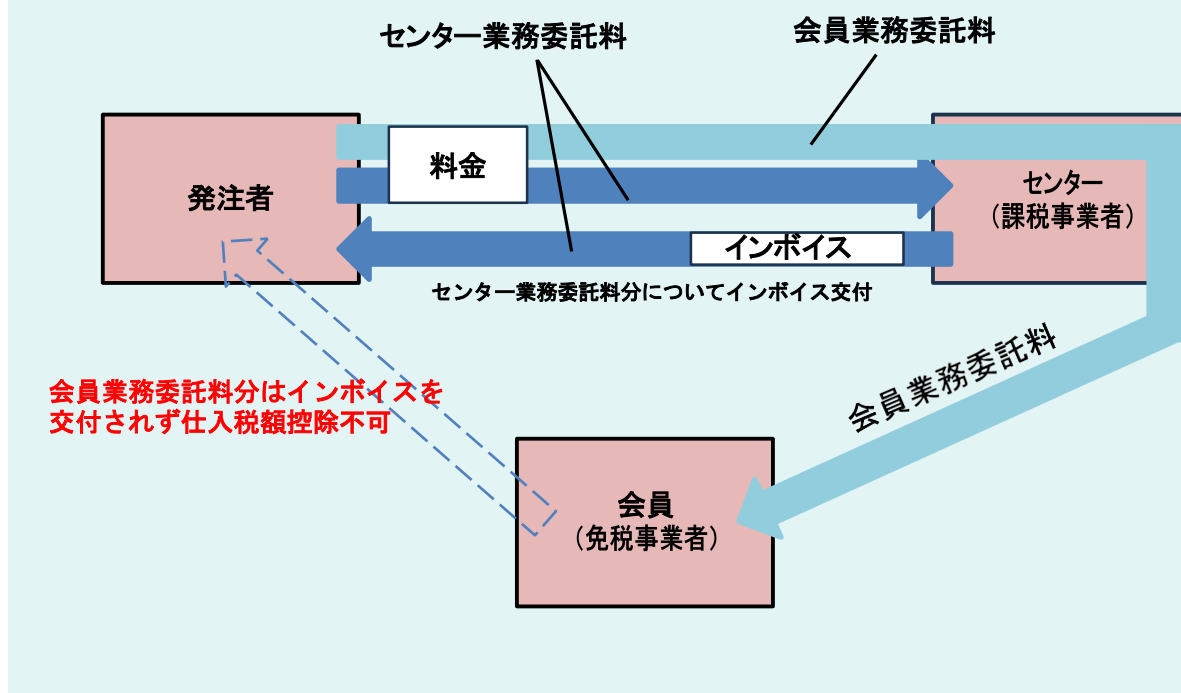 センター業務委託料
会員業務委託料
発注者
料金
センター
（課税事業者）
インボイス
センター業務委託料分についてインボイス交付
会員業務委託料
会員業務委託料分はインボイスを
交付されず仕入税額控除不可
会員
（免税事業者）